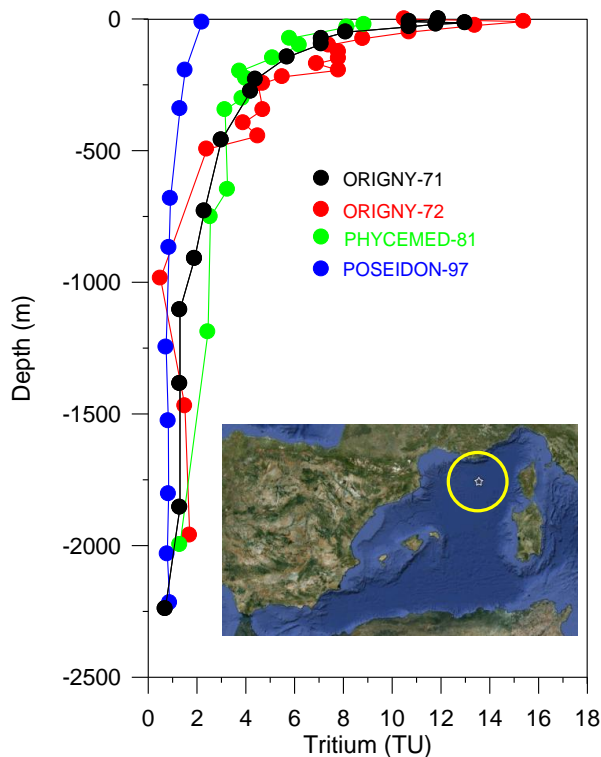 0
-500
-1000
-1500
-2000
-2500
Depth (m)
ORIGNY-71
ORIGNY-72
PHYCEMED-81
POSEIDON-97
0 2 4 6 8 10 12 14 16 18
Tritium (TU)